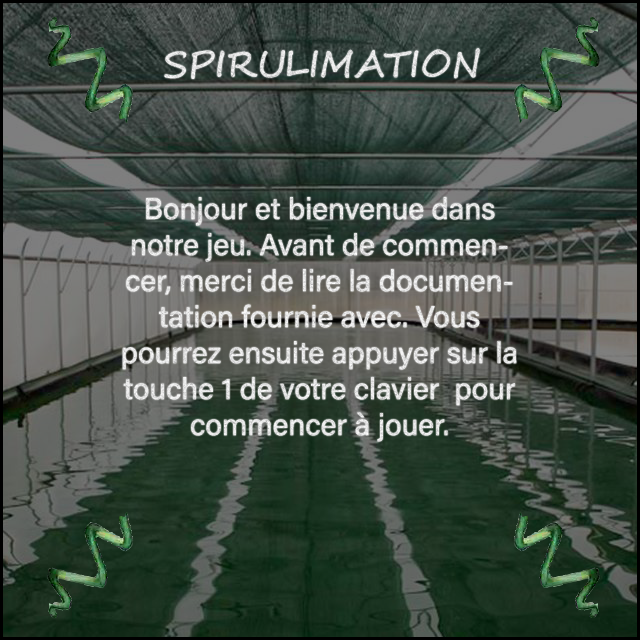 SPIRULIMATION
Bonjour et bienvenue dans
notre jeu. Avant de commen-
cer, merci de lire la documen-
tation fournie avec. Vous
pourrez ensuite appuyer sur la
touche 1 de votre clavier  pour
commencer à jouer.